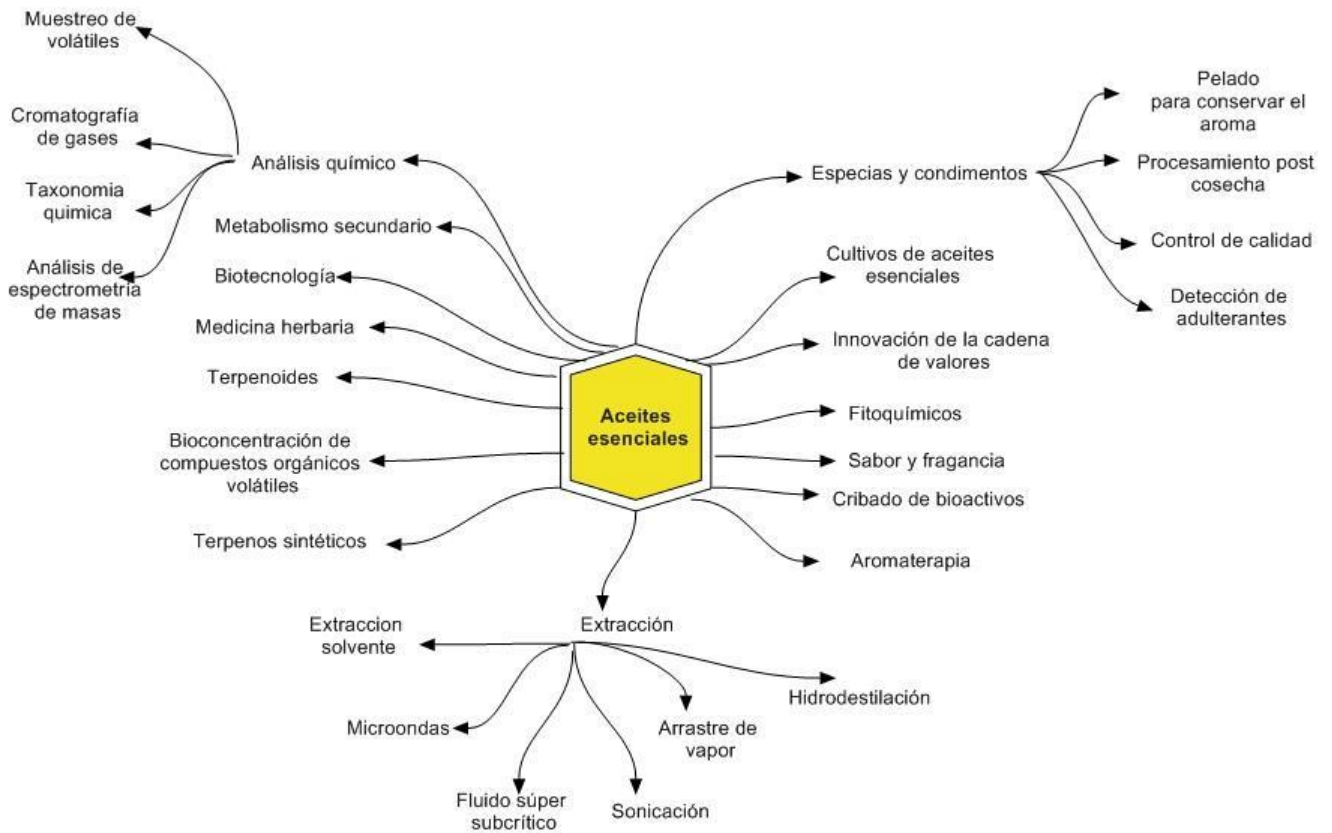 Muestreo de
volátiles
Cromatografía
de gases
Taxonomia
quimica
Análisis de
espectrometría
de masas
Análisis químico
Metabolismo secundario
Biotecnología
Medicina herbaria
Terpenoides
Bioconcentración de
compuestos orgánicos
volátiles
Terpenos sintéticos
Aceites
esenciales
Especias y condimentos
Pelado
para conservar el
aroma
Procesamiento post
cosecha
Control de calidad
Detección de
adulterantes
Cultivos de aceites
esenciales
Innovación de la cadena
de valores
Fitoquímicos
Sabor y fragancia
Cribado de bioactivos
Aromaterapia
Extracción
Extraccion
solvente
Microondas
Fluido súper
subcrítico
Sonicación
Arrastre de
vapor
Hidrodestilación